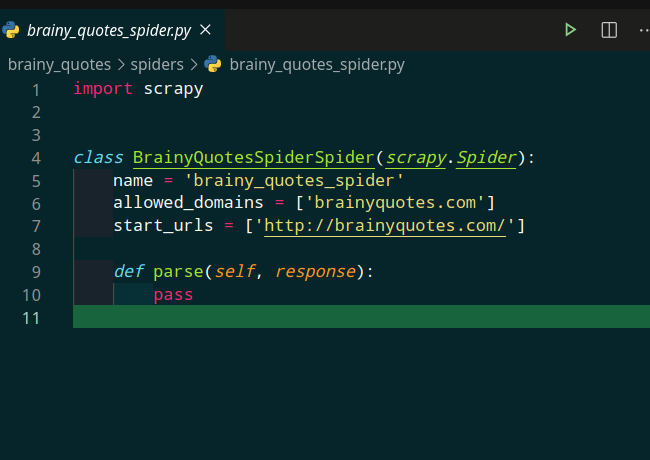 brainy_quotes_spider.py ×
brainy_quotes > spiders > brainy_quotes_spider.py
1 import scrapy
2
3
4 class BrainyQuotesSpiderSpider(scrapy.Spider):
5     name = 'brainy_quotes_spider'
6     allowed_domains = ['brainyquotes.com']
7     start_urls = ['http://brainyquotes.com/']
8
9     def parse(self, response):
10         pass
11